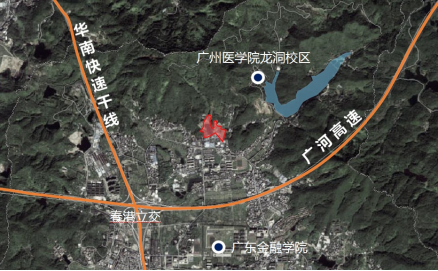 华南快速干线
广州医学院龙洞校区
广河高速
春港立交
广东金融学院